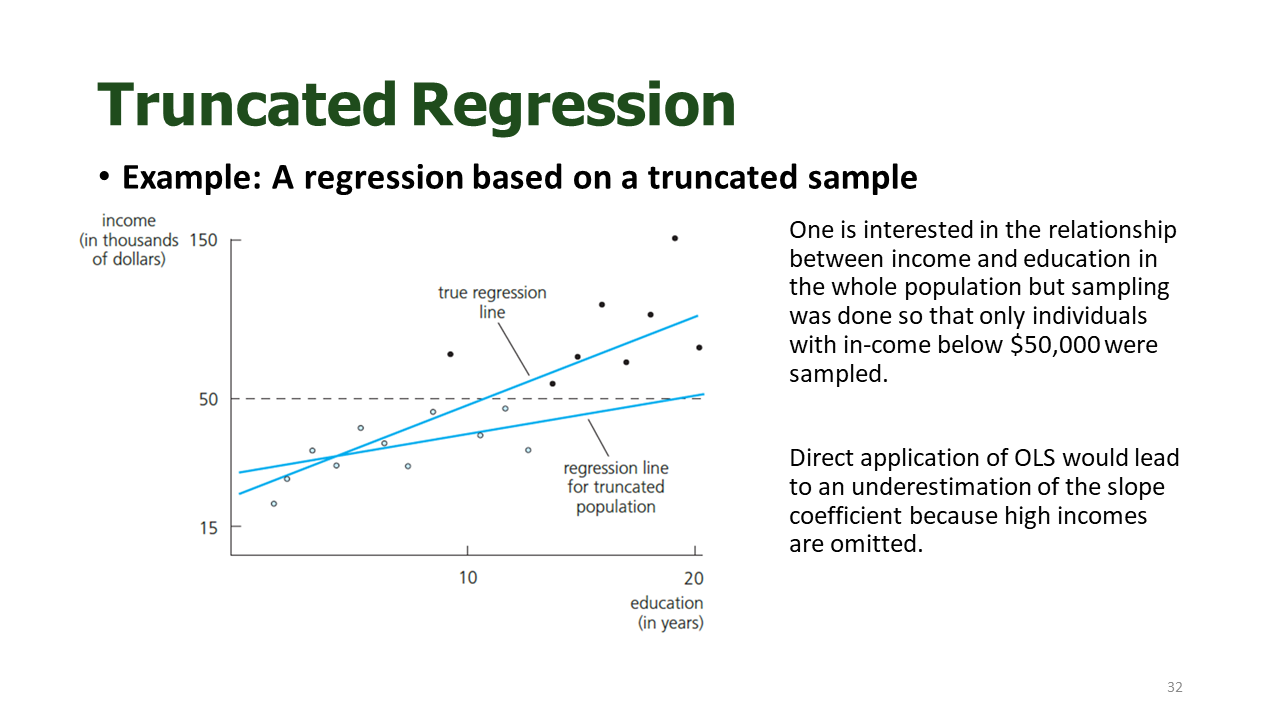 Truncated Regression
• Example: A regression based on a truncated sample
income
(in thousands
of dollars)
150
true regression
line
50
regression line
for truncated
population
15
10
20
education
(in years)
One is interested in the relationship
between income and education in
the whole population but sampling
was done so that only individuals
with in-come below $50,000 were
sampled.
Direct application of OLS would lead
to an underestimation of the slope
coefficient because high incomes
are omitted.
32